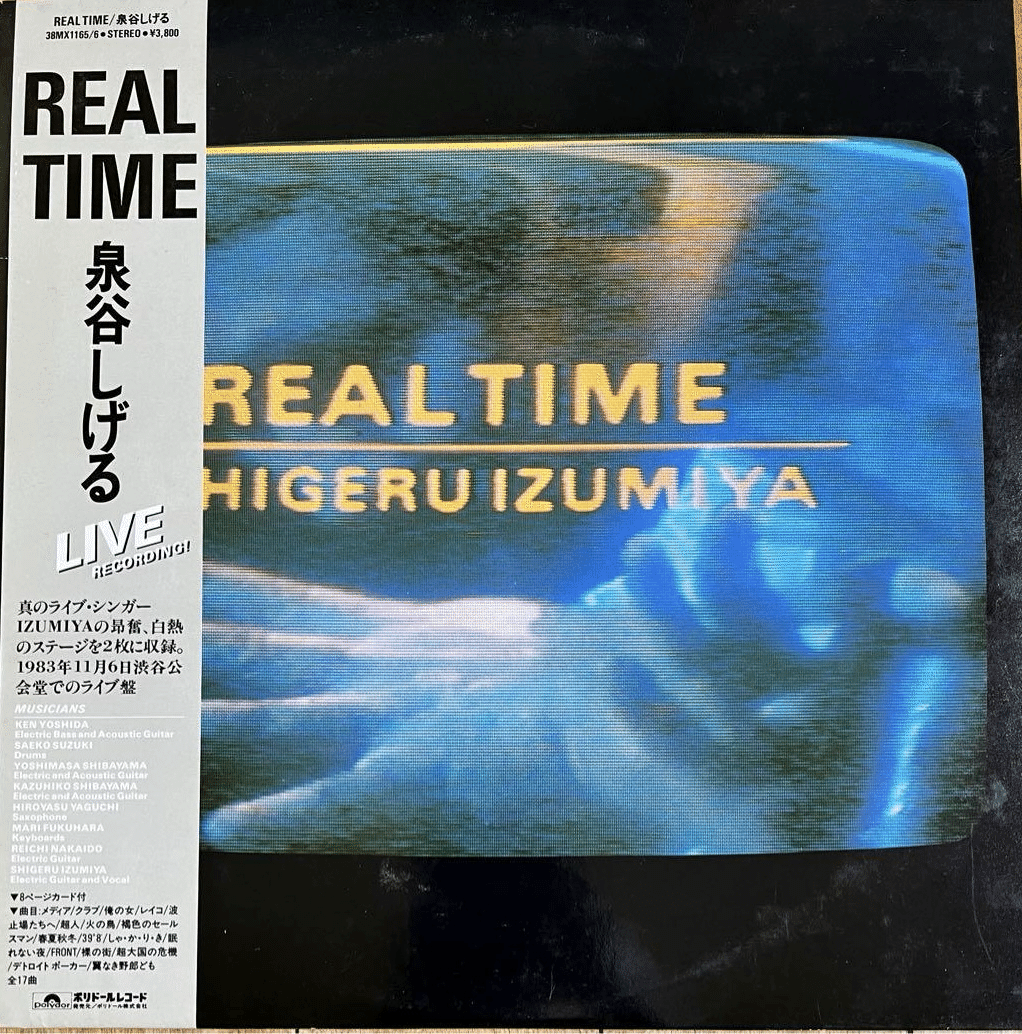 REAL TIME/泉谷しげる
38MX1165/6●STEREO●¥3,800
REAL
TIME
泉谷しげる
LIVE
RECORDING!
真のライブ・シンガー
IZUMIYAの昂奮、白熱
のステージを2枚に収録。
1983年11月6日渋谷公
会堂でのライブ盤
MUSICIANS
KEN YOSHIDA
Electric Bass and Acoustic Guitar
SAEKO SUZUKI
Drums
YOSHIMASA SHIBAYAMA
Electric and Acoustic Guitar
KAZUHIKO SHIBAYAMA
Electric and Acoustic Guitar
HIROYASU YAGUCHI
Saxophone
MARI FUKUHARA
Keyboards
REICHI NAKAIDO
Electric Guitar
SHIGERU IZUMIYA
Electric Guitar and Vocal
▼8ページカード付
▼曲目:メディア/クラブ/俺の女/レイコ/波
止場たちへ/超人/火の鳥/褐色のセール
スマン/春夏秋冬/39°8′/しゃ・か・り・き/眠
れない夜/FRONT/裸の街/超大国の危機
/デトロイト ポーカー/翼なき野郎ども
全17曲
polydor ポリドールレコード
発売元/ポリドール株式会社
REAL TIME
HIGERU IZUMIYA